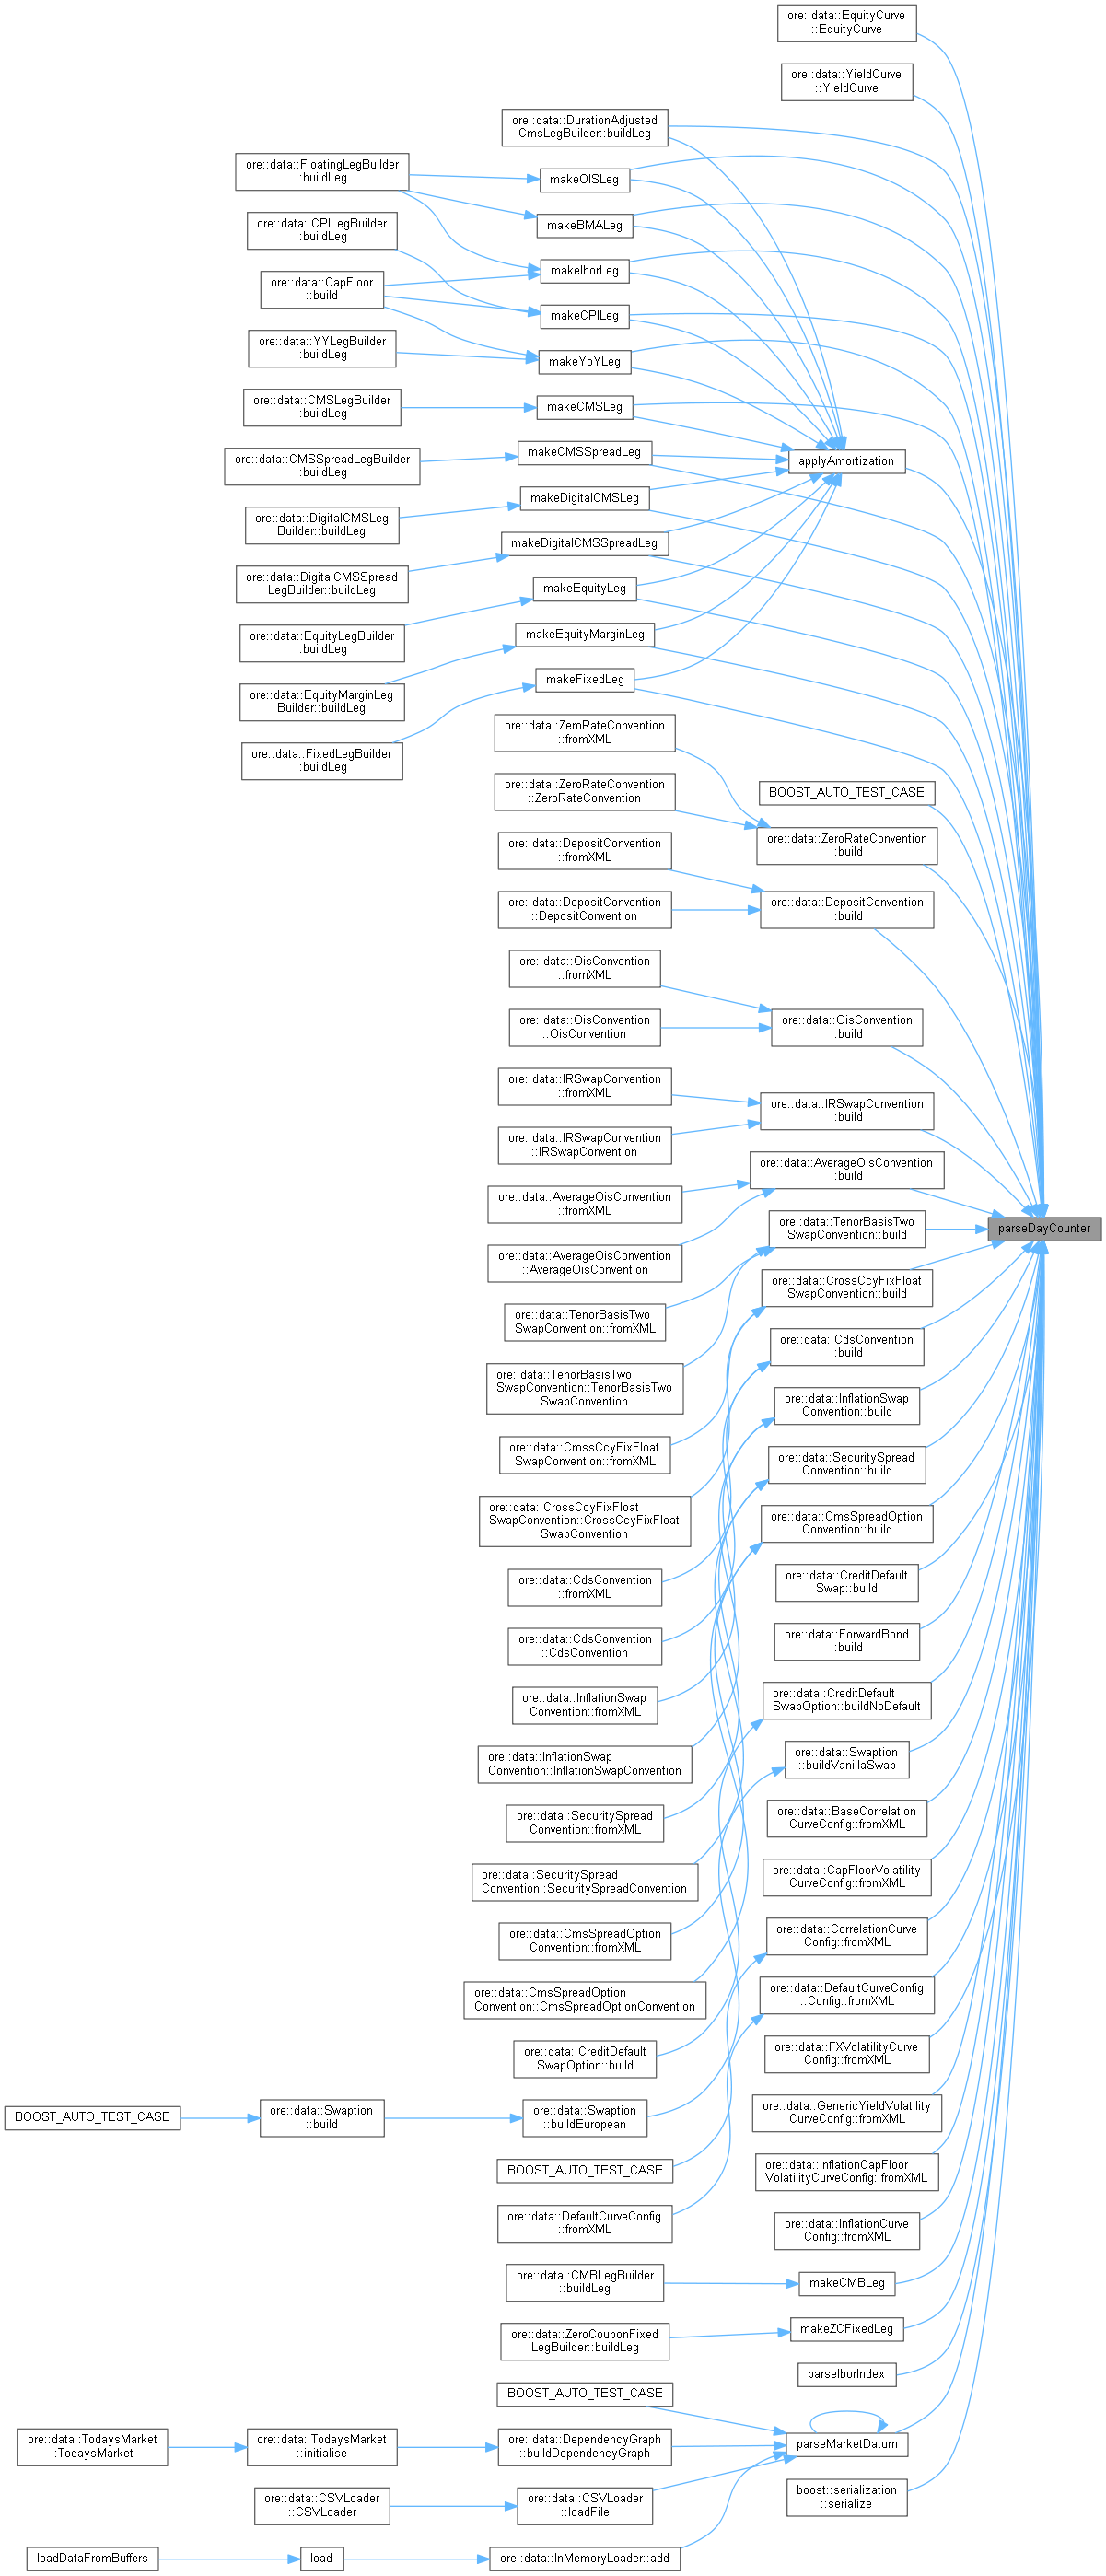 ore::data::EquityCurve
::EquityCurve
ore::data::YieldCurve
::YieldCurve
ore::data::DurationAdjusted
CmsLegBuilder::buildLeg
ore::data::FloatingLegBuilder
::buildLeg
makeOISLeg
ore::data::CPILegBuilder
::buildLeg
makeBMALeg
ore::data::CapFloor
::build
makeIborLeg
makeCPILeg
ore::data::YYLegBuilder
::buildLeg
makeYoYLeg
ore::data::CMSLegBuilder
::buildLeg
makeCMSLeg
ore::data::CMSSpreadLegBuilder
::buildLeg
makeCMSSpreadLeg
applyAmortization
ore::data::DigitalCMSLeg
Builder::buildLeg
makeDigitalCMSLeg
makeDigitalCMSSpreadLeg
ore::data::DigitalCMSSpread
LegBuilder::buildLeg
makeEquityLeg
ore::data::EquityLegBuilder
::buildLeg
makeEquityMarginLeg
ore::data::EquityMarginLeg
Builder::buildLeg
makeFixedLeg
ore::data::FixedLegBuilder
::buildLeg
ore::data::ZeroRateConvention
::fromXML
ore::data::ZeroRateConvention
::ZeroRateConvention
BOOST_AUTO_TEST_CASE
ore::data::ZeroRateConvention
::build
ore::data::DepositConvention
::fromXML
ore::data::DepositConvention
::DepositConvention
ore::data::DepositConvention
::build
ore::data::OisConvention
::fromXML
ore::data::OisConvention
::OisConvention
ore::data::OisConvention
::build
ore::data::IRSwapConvention
::fromXML
ore::data::IRSwapConvention
::build
ore::data::IRSwapConvention
::IRSwapConvention
ore::data::AverageOisConvention
::build
ore::data::AverageOisConvention
::fromXML
parseDayCounter
ore::data::TenorBasisTwo
SwapConvention::build
ore::data::AverageOisConvention
::AverageOisConvention
ore::data::CrossCcyFixFloat
SwapConvention::build
ore::data::TenorBasisTwo
SwapConvention::fromXML
ore::data::CdsConvention
::build
ore::data::TenorBasisTwo
SwapConvention::TenorBasisTwo
SwapConvention
ore::data::InflationSwap
Convention::build
ore::data::CrossCcyFixFloat
SwapConvention::fromXML
ore::data::SecuritySpread
Convention::build
ore::data::CrossCcyFixFloat
SwapConvention::CrossCcyFixFloat
SwapConvention
ore::data::CmsSpreadOption
Convention::build
ore::data::CdsConvention
::fromXML
ore::data::CreditDefault
Swap::build
ore::data::CdsConvention
::CdsConvention
ore::data::ForwardBond
::build
ore::data::InflationSwap
Convention::fromXML
ore::data::CreditDefault
SwapOption::buildNoDefault
ore::data::InflationSwap
Convention::InflationSwapConvention
ore::data::Swaption
::buildVanillaSwap
ore::data::SecuritySpread
Convention::fromXML
ore::data::BaseCorrelation
CurveConfig::fromXML
ore::data::SecuritySpread
Convention::SecuritySpreadConvention
ore::data::CapFloorVolatility
CurveConfig::fromXML
ore::data::CmsSpreadOption
Convention::fromXML
ore::data::CorrelationCurve
Config::fromXML
ore::data::CmsSpreadOption
Convention::CmsSpreadOptionConvention
ore::data::DefaultCurveConfig
::Config::fromXML
ore::data::CreditDefault
SwapOption::build
ore::data::FXVolatilityCurve
Config::fromXML
BOOST_AUTO_TEST_CASE
ore::data::Swaption
::build
ore::data::Swaption
::buildEuropean
ore::data::GenericYieldVolatility
CurveConfig::fromXML
BOOST_AUTO_TEST_CASE
ore::data::InflationCapFloor
VolatilityCurveConfig::fromXML
ore::data::DefaultCurveConfig
::fromXML
ore::data::InflationCurve
Config::fromXML
ore::data::CMBLegBuilder
::buildLeg
makeCMBLeg
ore::data::ZeroCouponFixed
LegBuilder::buildLeg
makeZCFixedLeg
parseIborIndex
BOOST_AUTO_TEST_CASE
ore::data::TodaysMarket
::TodaysMarket
ore::data::TodaysMarket
::initialise
ore::data::DependencyGraph
::buildDependencyGraph
parseMarketDatum
ore::data::CSVLoader
::CSVLoader
ore::data::CSVLoader
::loadFile
boost::serialization
::serialize
loadDataFromBuffers
load
ore::data::InMemoryLoader::add